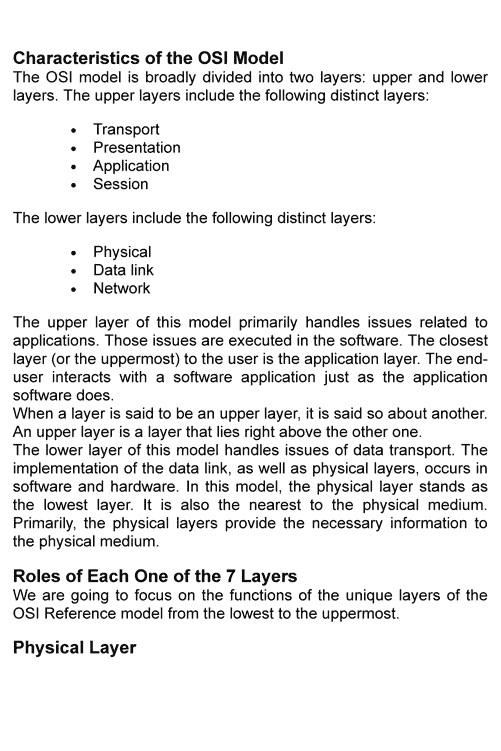 Characteristics of the OSI Model
The OSI model is broadly divided into two layers: upper and lower
layers. The upper layers include the following distinct layers:
• Transport
• Presentation
• Application
• Session
The lower layers include the following distinct layers:
• Physical
• Data link
• Network
The upper layer of this model primarily handles issues related to
applications. Those issues are executed in the software. The closest
layer (or the uppermost) to the user is the application layer. The end-
user interacts with a software application just as the application
software does.
When a layer is said to be an upper layer, it is said so about another.
An upper layer is a layer that lies right above the other one.
The lower layer of this model handles issues of data transport. The
implementation of the data link, as well as physical layers, occurs in
software and hardware. In this model, the physical layer stands as
the lowest layer. It is also the nearest to the physical medium.
Primarily, the physical layers provide the necessary information to
the physical medium.
Roles of Each One of the 7 Layers
We are going to focus on the functions of the unique layers of the
OSI Reference model from the lowest to the uppermost.
Physical Layer